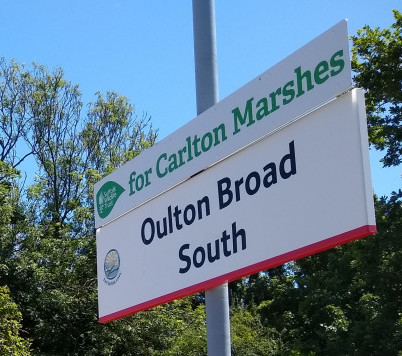 for Carlton Marshes
Oulton Broad
South